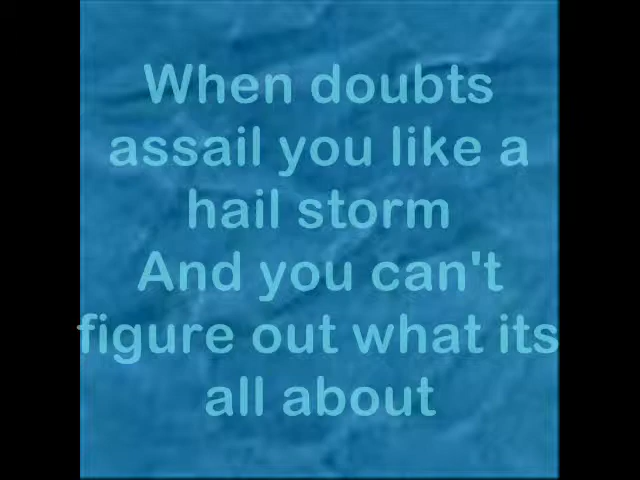 When doubts
assail you like a
hail storm
And you can't
figure out what its
all about